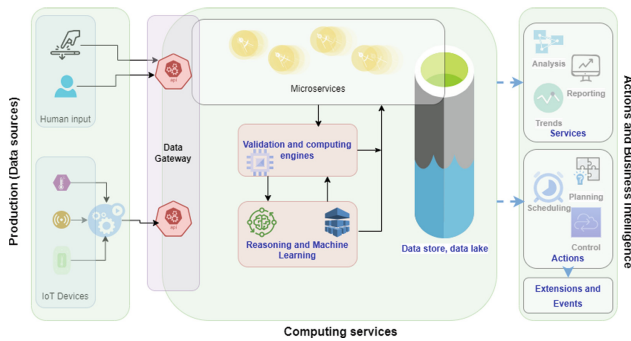 Production (Data sources)
Human input
IoT Devices
Data
Gateway
api
api
Microservices
Validation and computing
engines
Reasoning and Machine
Learning
Data store, data lake
Computing services
Analysis
Reporting
Trends
Services
Planning
Scheduling
Control
Actions
Extensions and
Events
Actions and Business Intelligence